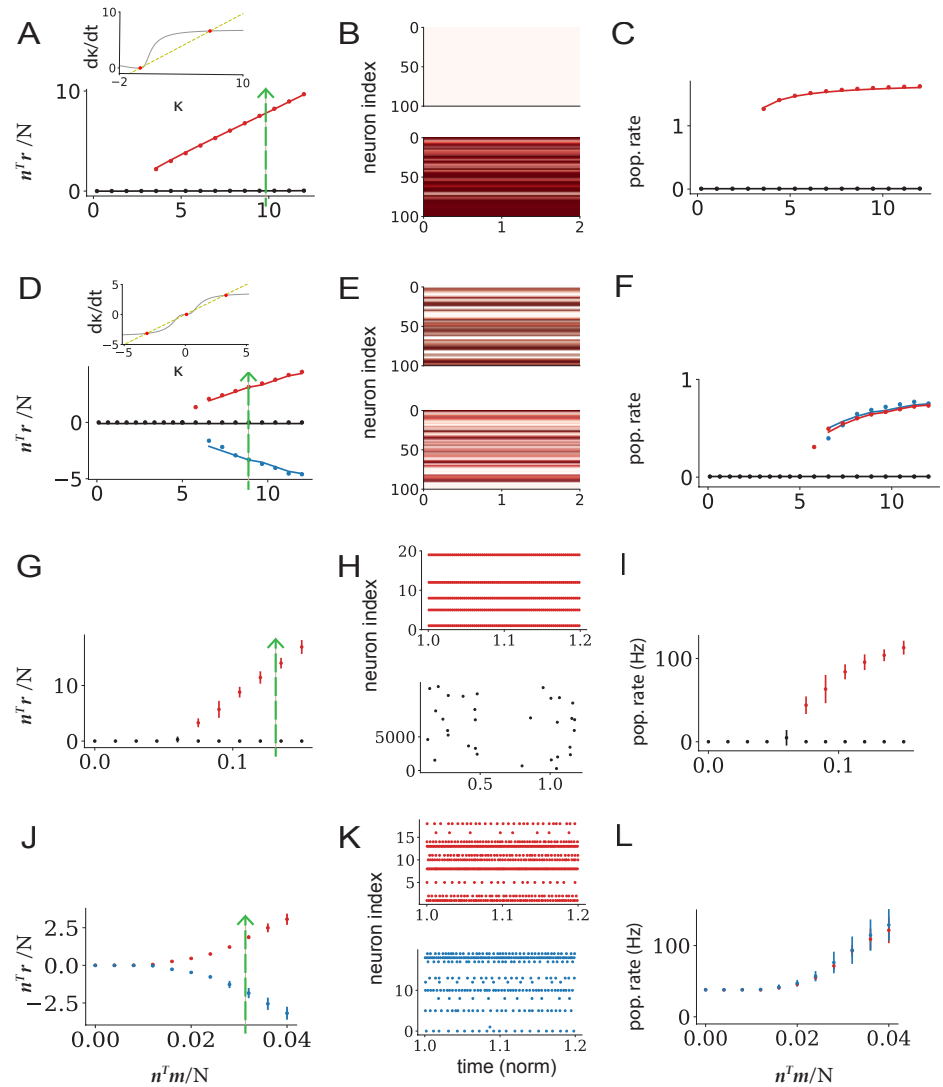 A
dκ/dt
−2
10
κ
n^T r /N
10
0
0
5
10
B
neuron index
0
50
100
0
50
100
0
1
2
C
pop. rate
1
0
0
5
10
D
dκ/dt
5
0
−5
−5
0
5
κ
n^T r /N
0
−5
0
5
10
E
neuron index
0
50
100
0
50
100
0
1
2
F
pop. rate
1
0
0
5
10
G
n^T r /N
10
0
0.0
0.1
H
neuron index
20
10
0
1.0
1.1
1.2
5000
0
0.5
1.0
I
pop. rate (Hz)
100
0
0.0
0.1
J
n^T r /N
2.5
0.0
−2.5
0.00
0.02
0.04
n^T m/N
K
neuron index
15
10
5
1.0
1.1
1.2
10
0
1.0
1.1
1.2
time (norm)
L
pop. rate (Hz)
100
0
0.00
0.02
0.04
n^T m/N